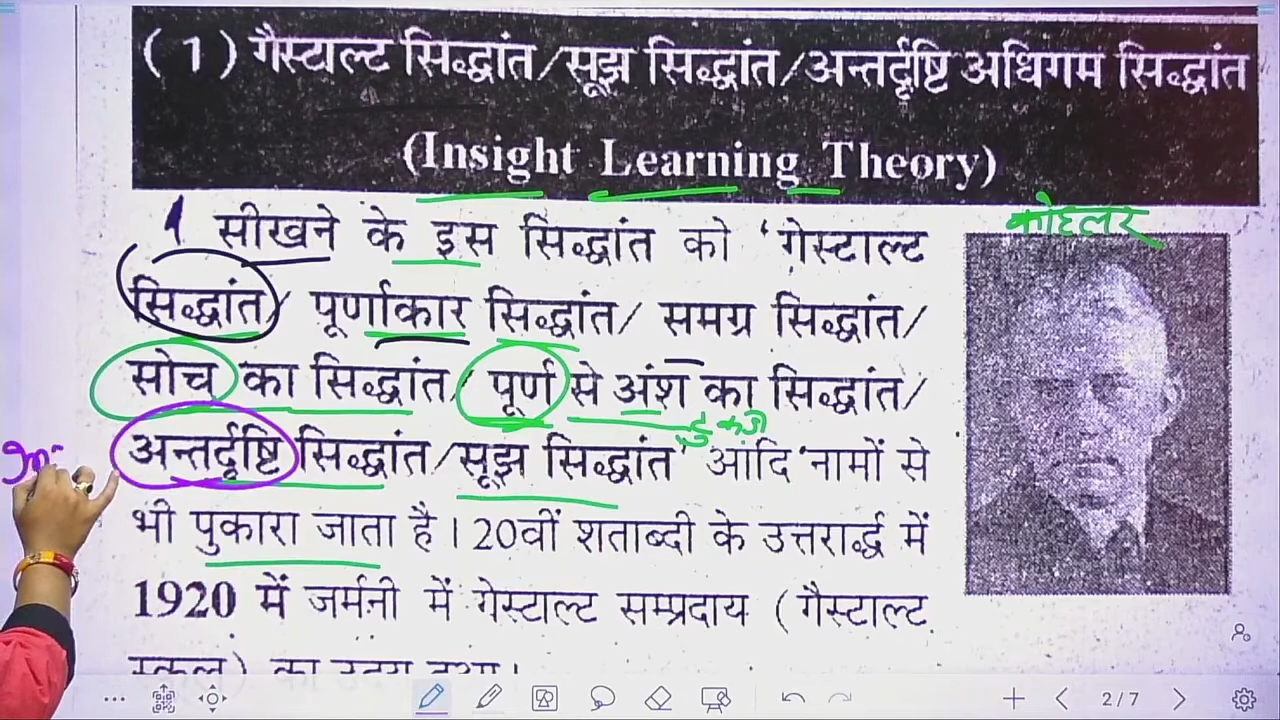 ( 1 ) गैस्टाल्ट सिद्धांत/सूझ सिद्धांत/अन्तर्दृष्टि अधिगम सिद्धांत
(Insight Learning Theory)
कोहलर
सीखने के इस सिद्धांत को 'गेस्टाल्ट
सिद्धांत/ पूर्णाकार सिद्धांत/ समग्र सिद्धांत/
सोच का सिद्धांत/ पूर्ण से अंश का सिद्धांत/
अन्तर्दृष्टि सिद्धांत/सूझ सिद्धांत' आदि नामों से
भी पुकारा जाता है। 20वीं शताब्दी के उत्तरार्द्ध में
1920 में जर्मनी में गेस्टाल्ट सम्प्रदाय (गैस्टाल्ट
2/7